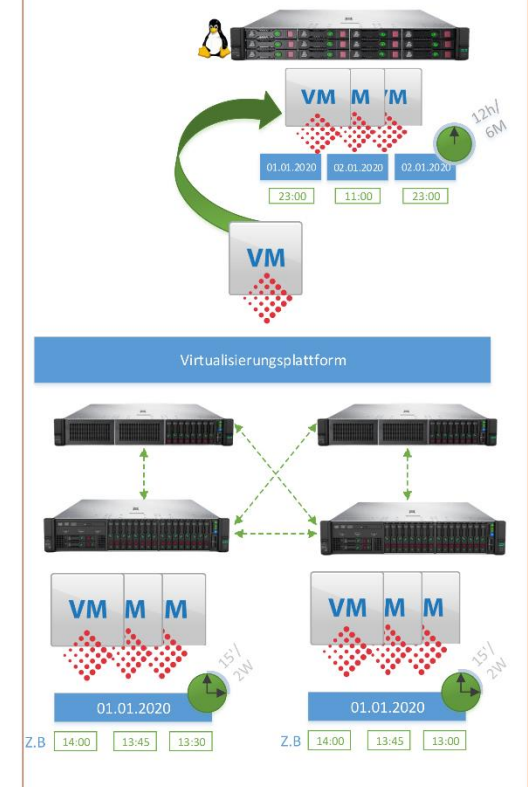 VM M VM
12h/
6M
01.01.2020 02.01.2020 02.01.2020
23:00 11:00 23:00
VM
Virtualisierungsplattform
VM M M
15'/
2W
01.01.2020
Z.B 14:00 13:45 13:30
VM M M
15'/
2W
01.01.2020
Z.B 14:00 13:45 13:00